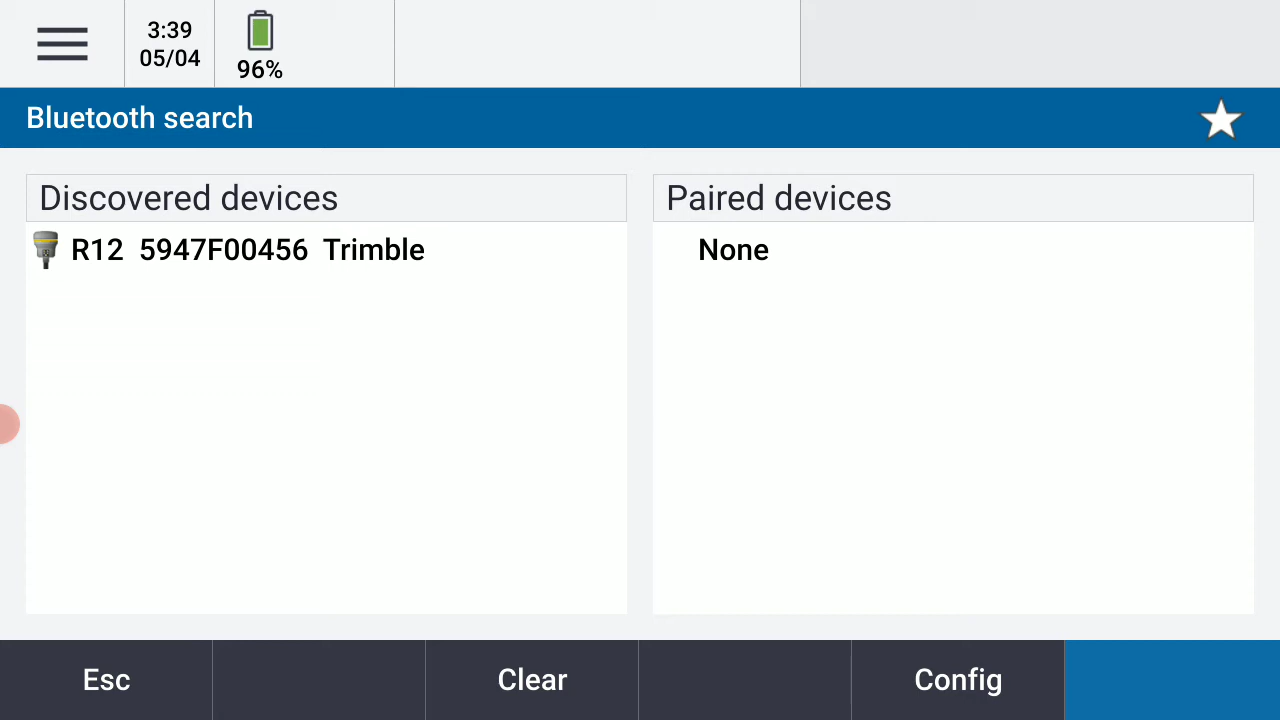 3:39
05/04
96%
Bluetooth search
Discovered devices
R12 5947F00456 Trimble
Paired devices
None
Esc
Clear
Config